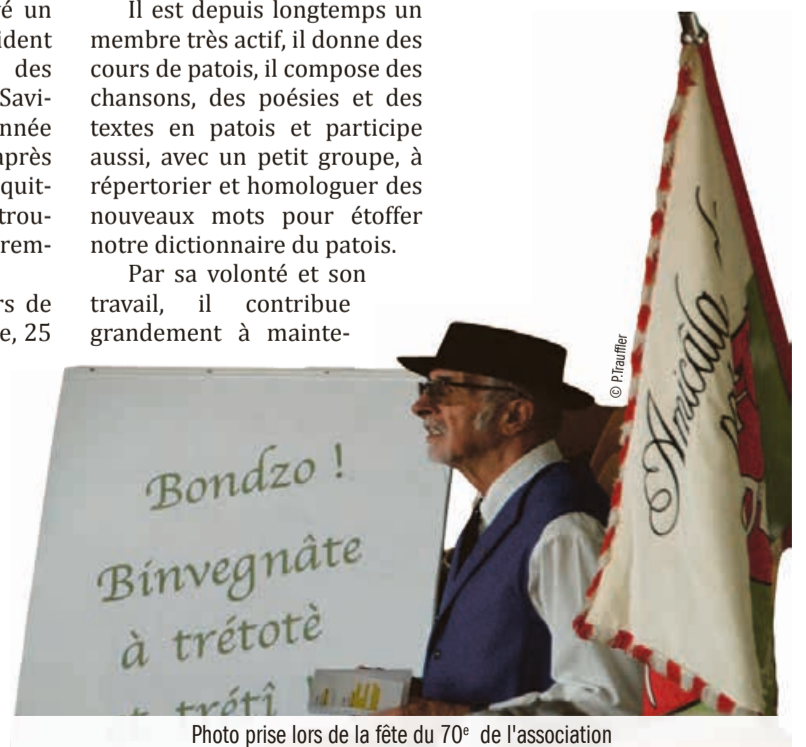 é un
ident
des
Savi-
nnée
après
quit-
trou-
rem-
rs de
e, 25
Il est depuis longtemps un
membre très actif, il donne des
cours de patois, il compose des
chansons, des poésies et des
textes en patois et participe
aussi, avec un petit groupe, à
répertorier et homologuer des
nouveaux mots pour étoffer
notre dictionnaire du patois.
Par sa volonté et son
travail, il contribue
grandement à mainte-
© P.Trauffler
Bondzo !
Binvegnâte
à trétotè
trétî
Amicâla
Photo prise lors de la fête du 70e de l'association